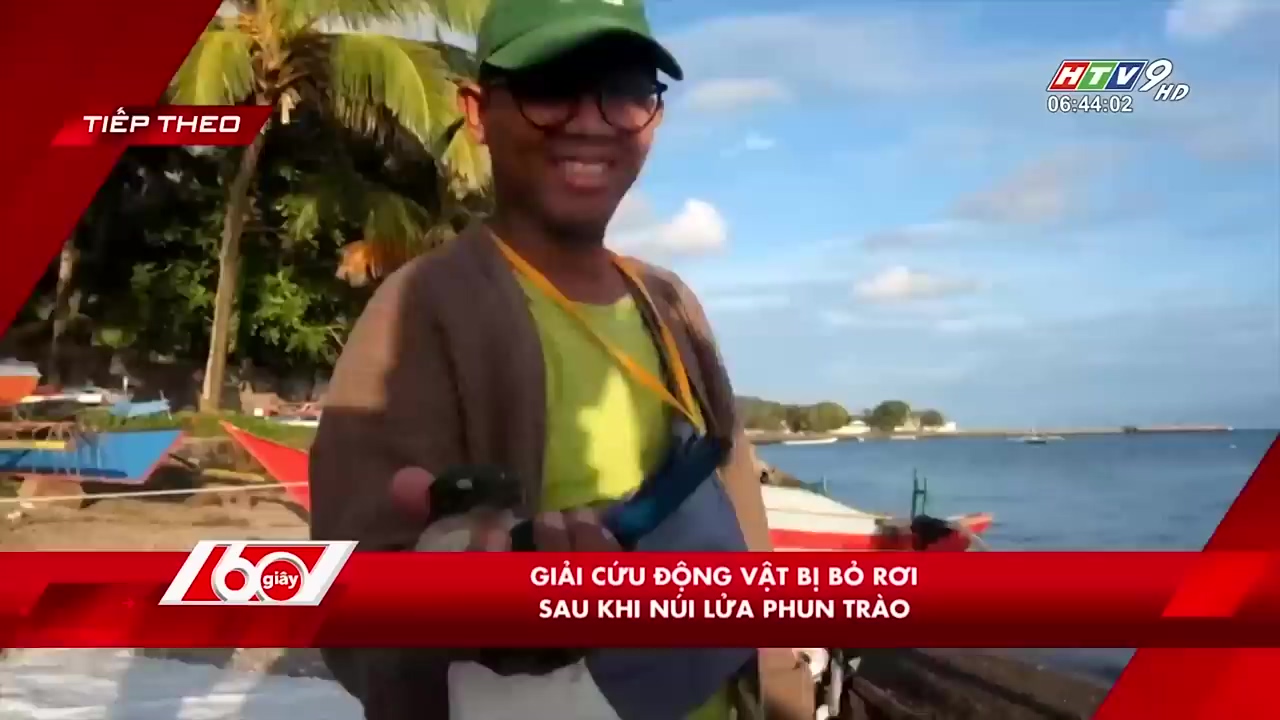 HTV9 HD
06:44:02
TIẾP THEO
60 giây
GIẢI CỨU ĐỘNG VẬT BỊ BỎ RƠI
SAU KHI NÚI LỬA PHUN TRÀO